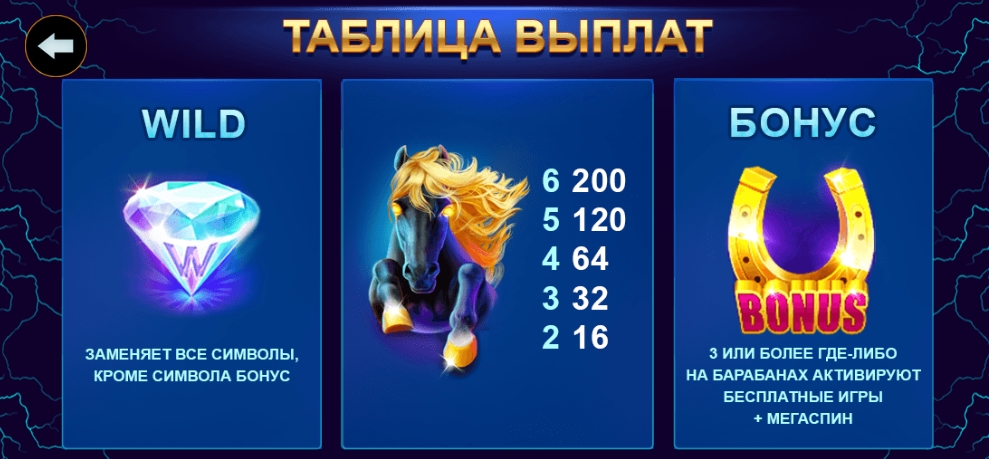 ТАБЛИЦА ВЫПЛАТ
WILD
W
ЗАМЕНЯЕТ ВСЕ СИМВОЛЫ,
КРОМЕ СИМВОЛА БОНУС
6 200
5 120
4 64
3 32
2 16
БОНУС
BONUS
3 ИЛИ БОЛЕЕ ГДЕ-ЛИБО
НА БАРАБАНАХ АКТИВИРУЮТ
БЕСПЛАТНЫЕ ИГРЫ
+ МЕГАСПИН